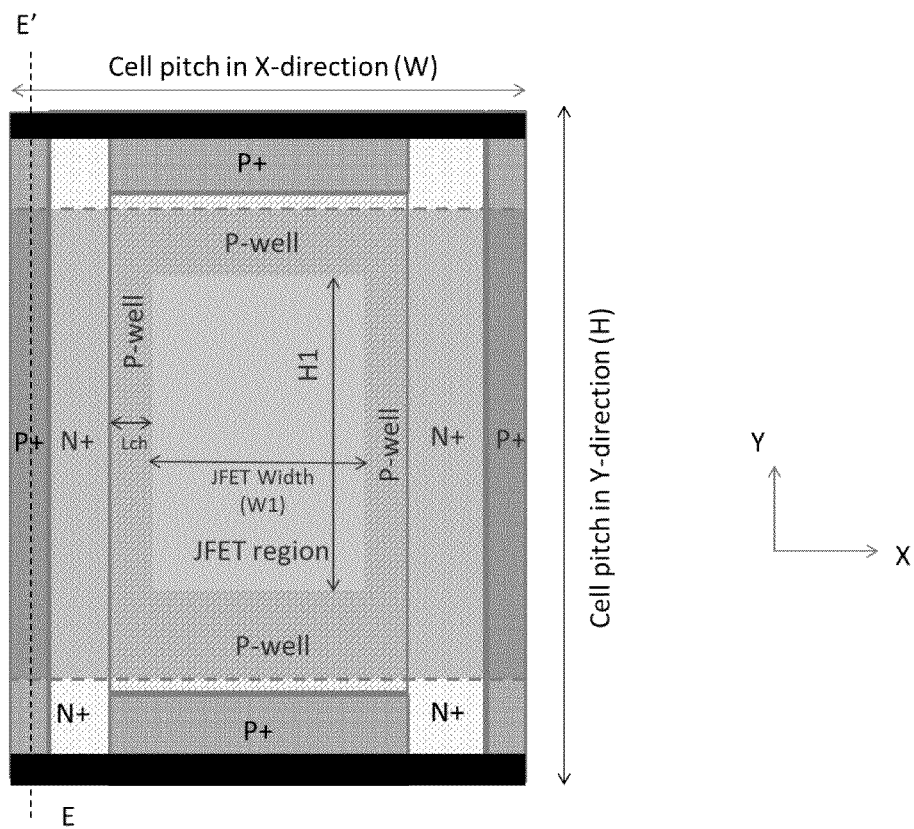 E’
Cell pitch in X-direction (W)
P+
P-well
P-well
H1
P-well
P+
N+
Lch
N+
P+
JFET Width
(W1)
JFET region
P-well
N+
N+
P+
Cell pitch in Y-direction (H)
Y
X
E